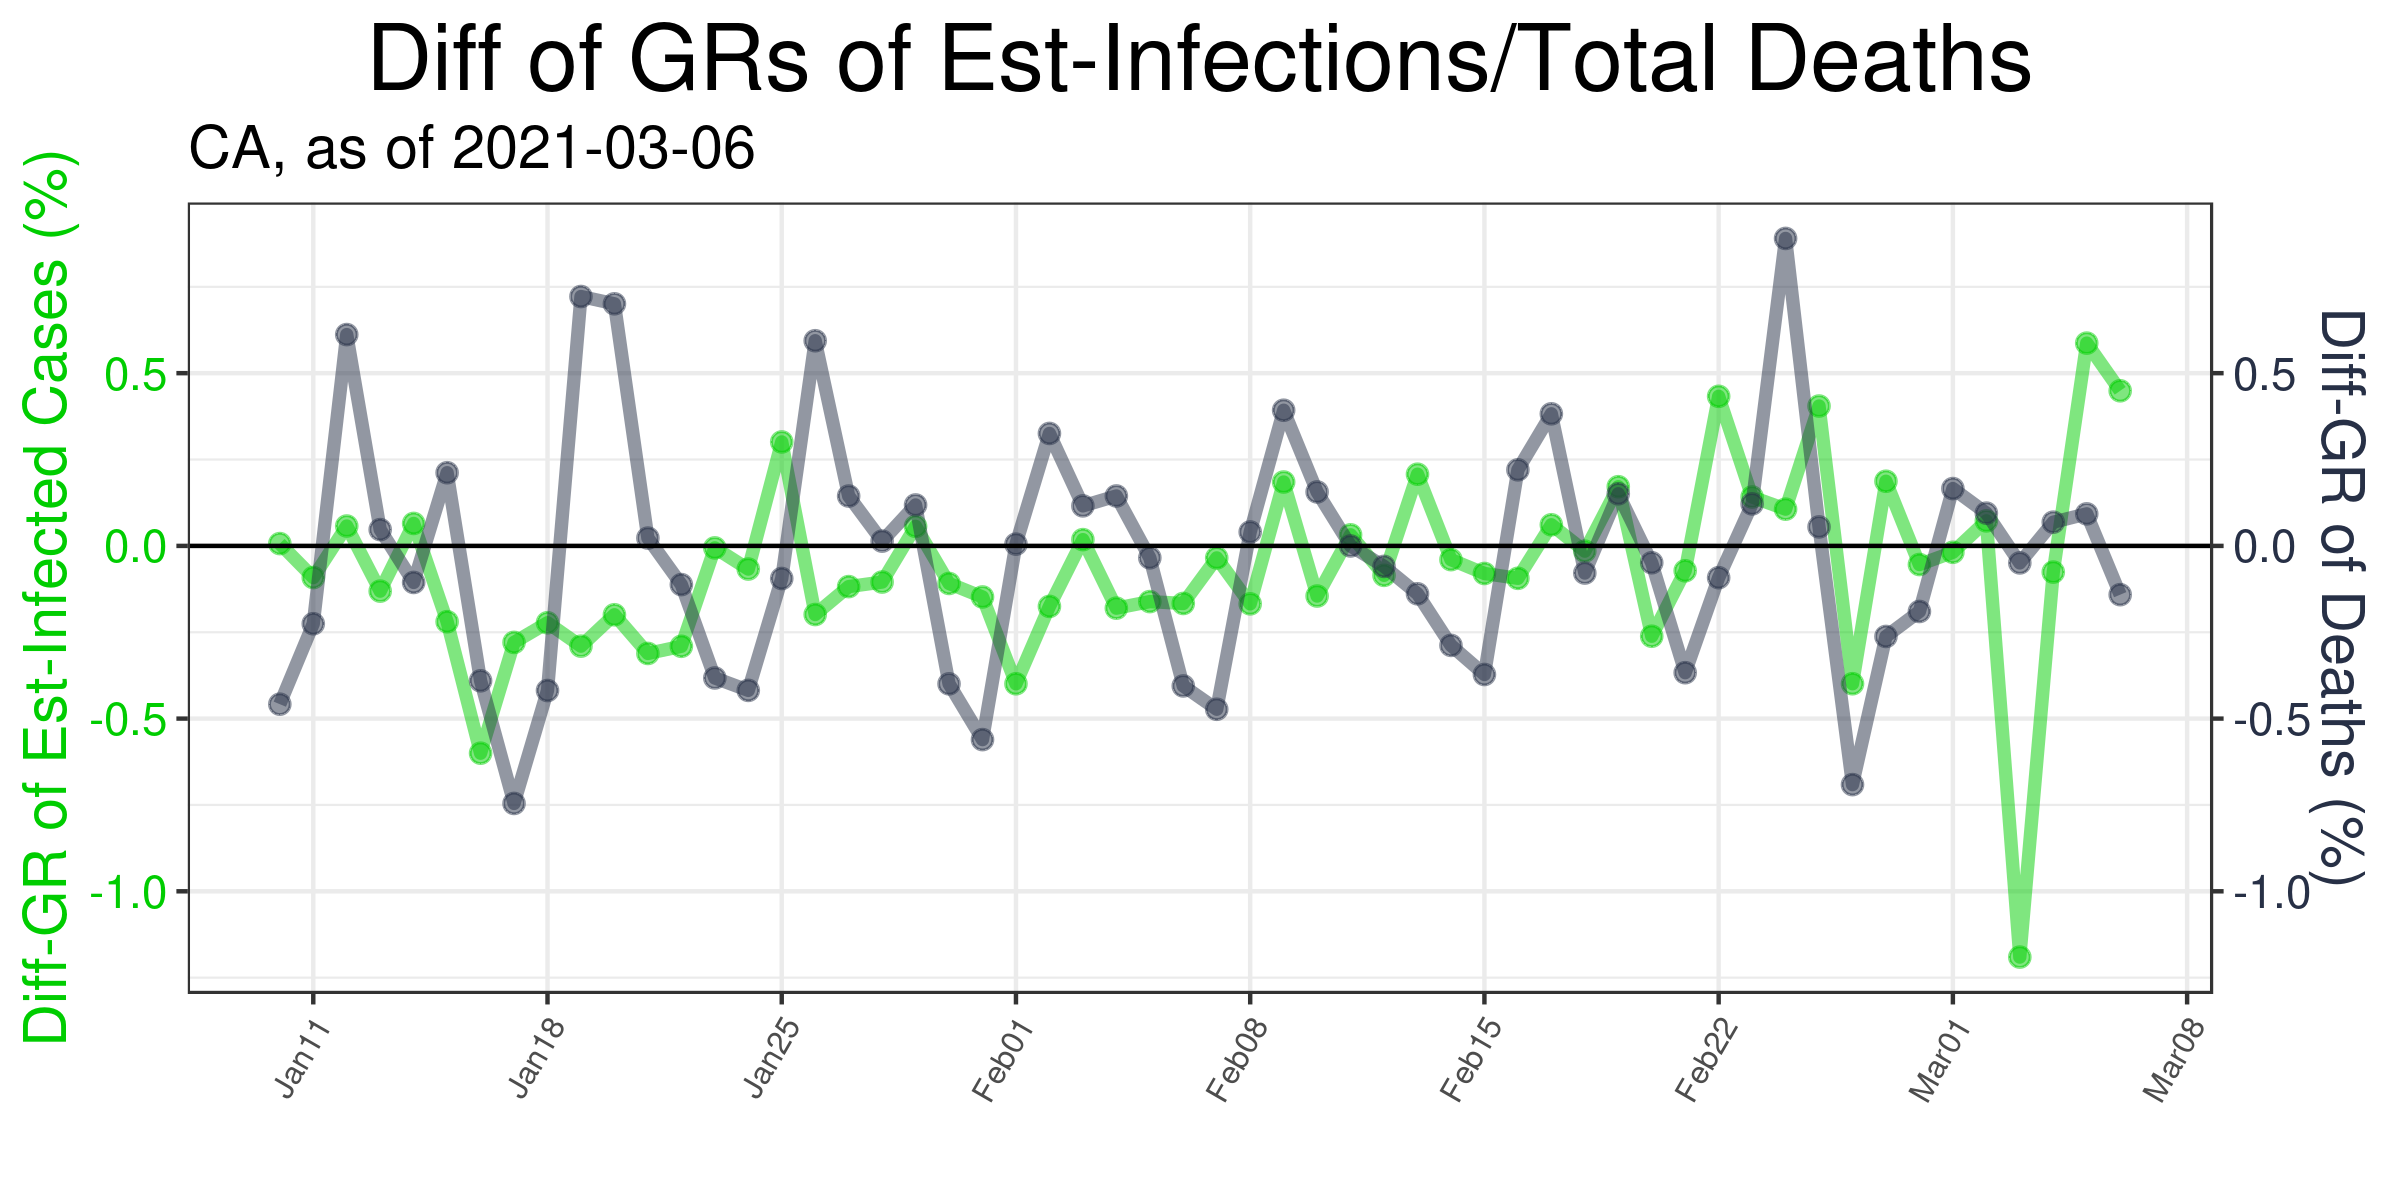 Diff of GRs of Est-Infections/Total Deaths
CA, as of 2021-03-06
Diff-GR of Est-Infected Cases (%)
0.5
0.0
-0.5
-1.0
0.5
0.0
-0.5
-1.0
Diff-GR of Deaths (%)
Jan11
Jan18
Jan25
Feb01
Feb08
Feb15
Feb22
Mar01
Mar08